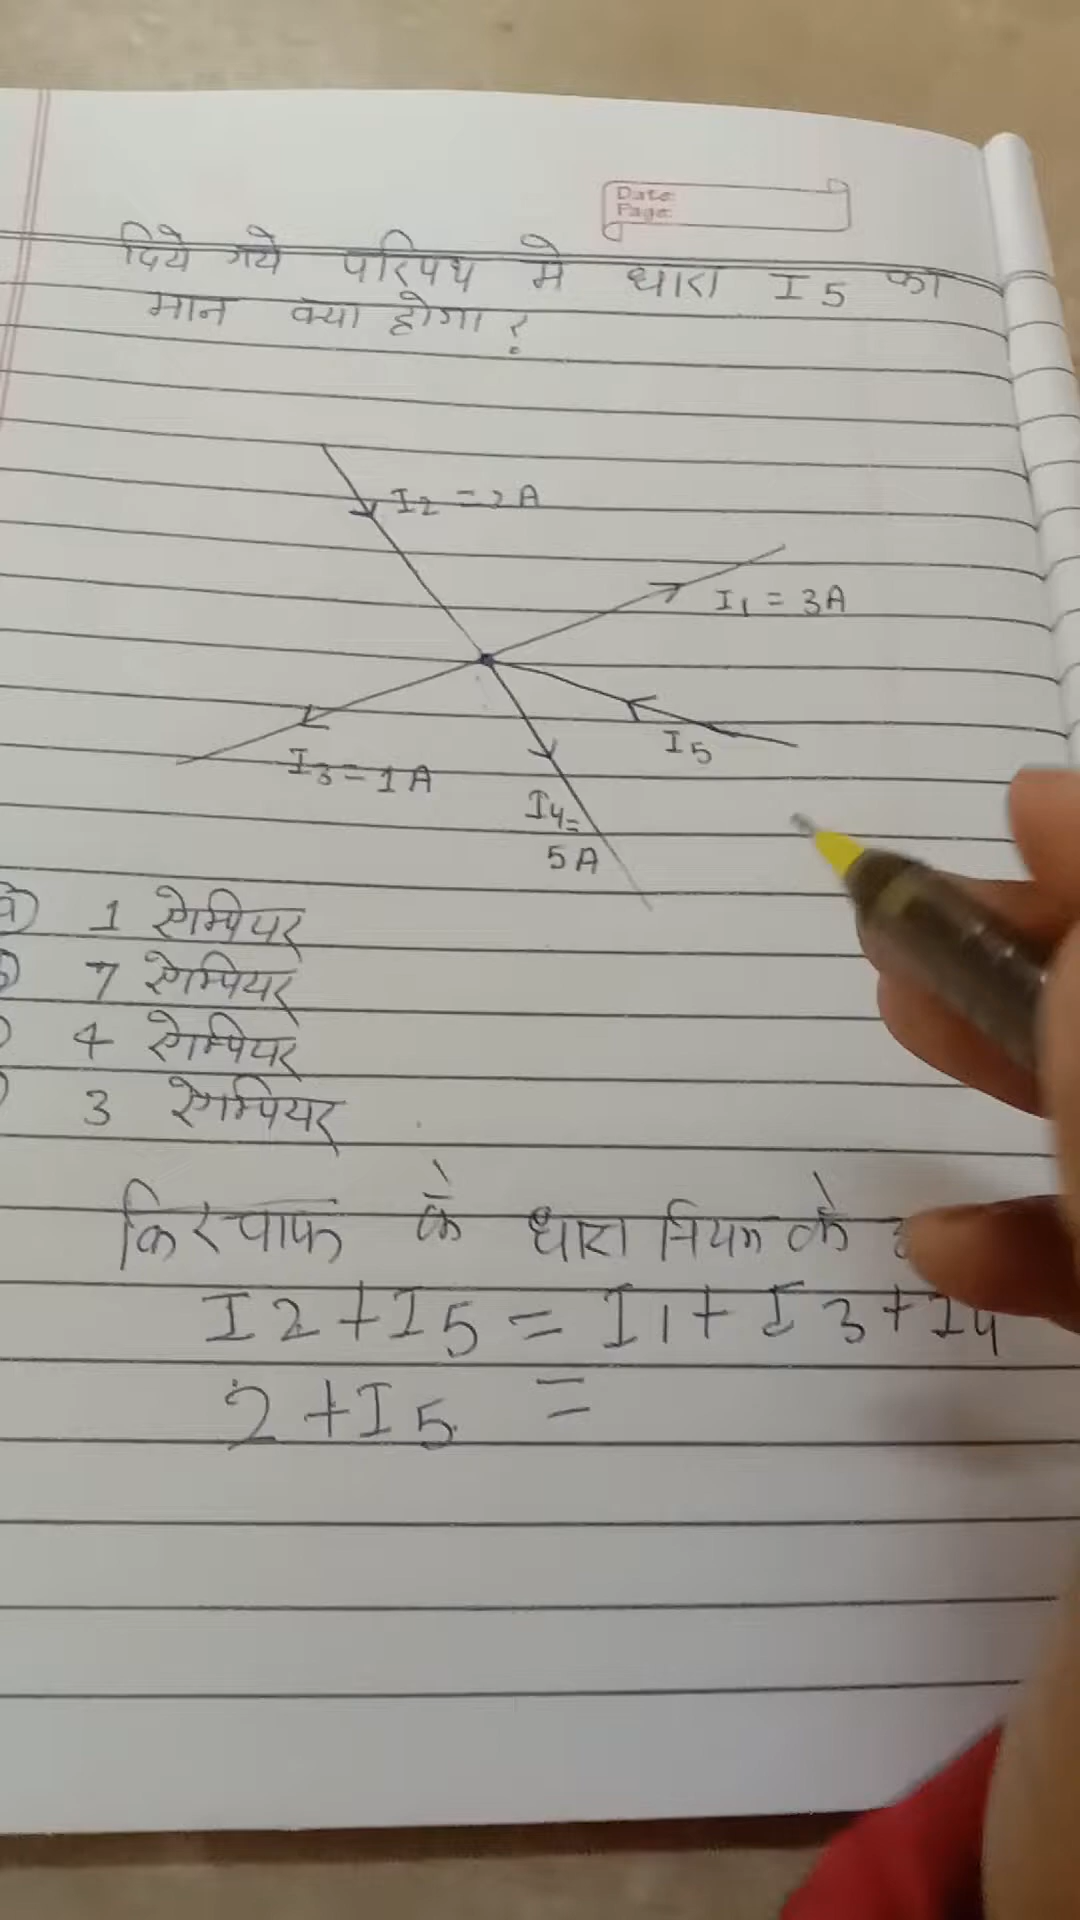 Date:
Page:
दिये गये परिपथ मे धारा I5 का
मान क्या होगा ?
I2 = 2A
I1 = 3A
I5
I3 = 1A
I4 =
5A
1 ऐम्पियर
7 ऐम्पियर
4 ऐम्पियर
3 ऐम्पियर
किरचाफ के धारा नियम के
I2 + I5 = I1 + I3 + I4
2 + I5 =